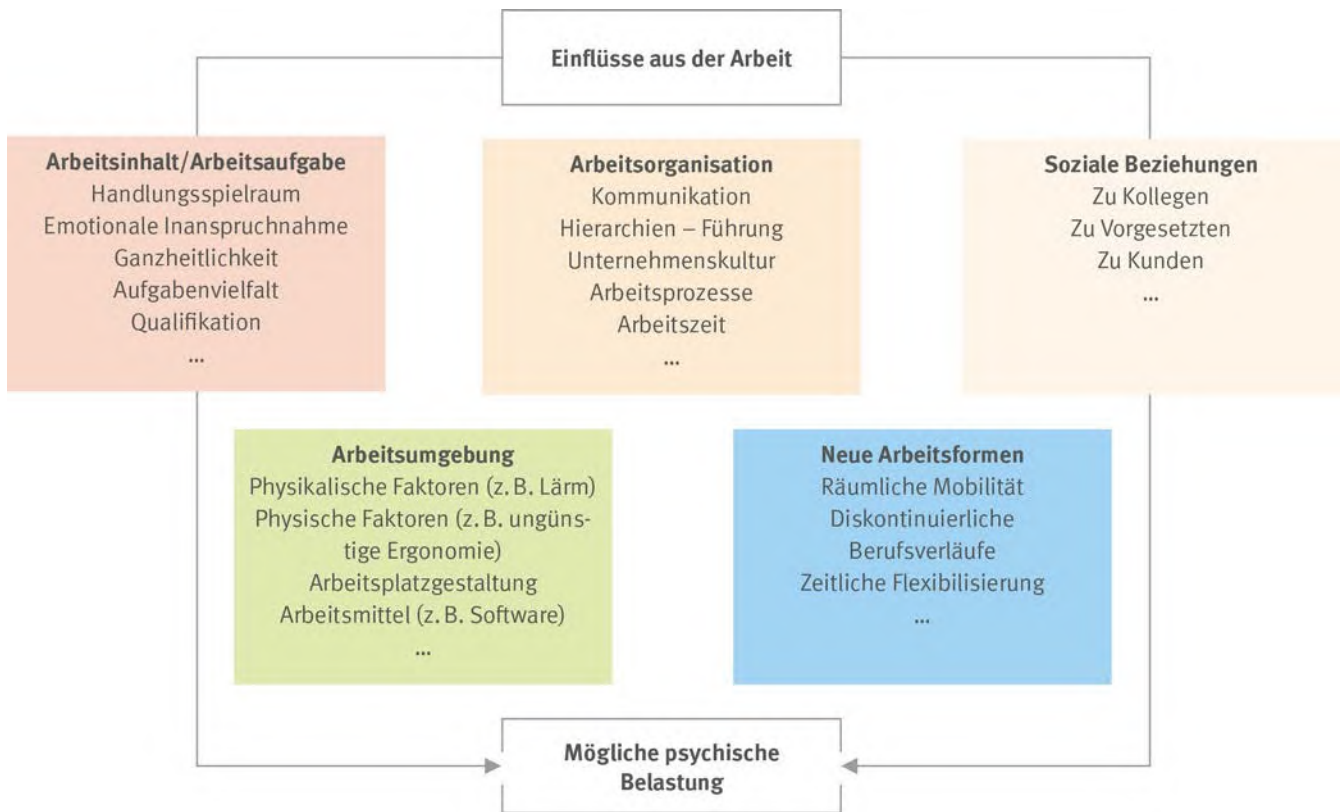 Einflüsse aus der Arbeit
Arbeitsinhalt/Arbeitsaufgabe
Handlungsspielraum
Emotionale Inanspruchnahme
Ganzheitlichkeit
Aufgabenvielfalt
Qualifikation
...
Arbeitsorganisation
Kommunikation
Hierarchien – Führung
Unternehmenskultur
Arbeitsprozesse
Arbeitszeit
...
Soziale Beziehungen
Zu Kollegen
Zu Vorgesetzten
Zu Kunden
...
Arbeitsumgebung
Physikalische Faktoren (z. B. Lärm)
Physische Faktoren (z. B. ungüns-
tige Ergonomie)
Arbeitsplatzgestaltung
Arbeitsmittel (z. B. Software)
...
Neue Arbeitsformen
Räumliche Mobilität
Diskontinuierliche
Berufsverläufe
Zeitliche Flexibilisierung
...
Mögliche psychische
Belastung